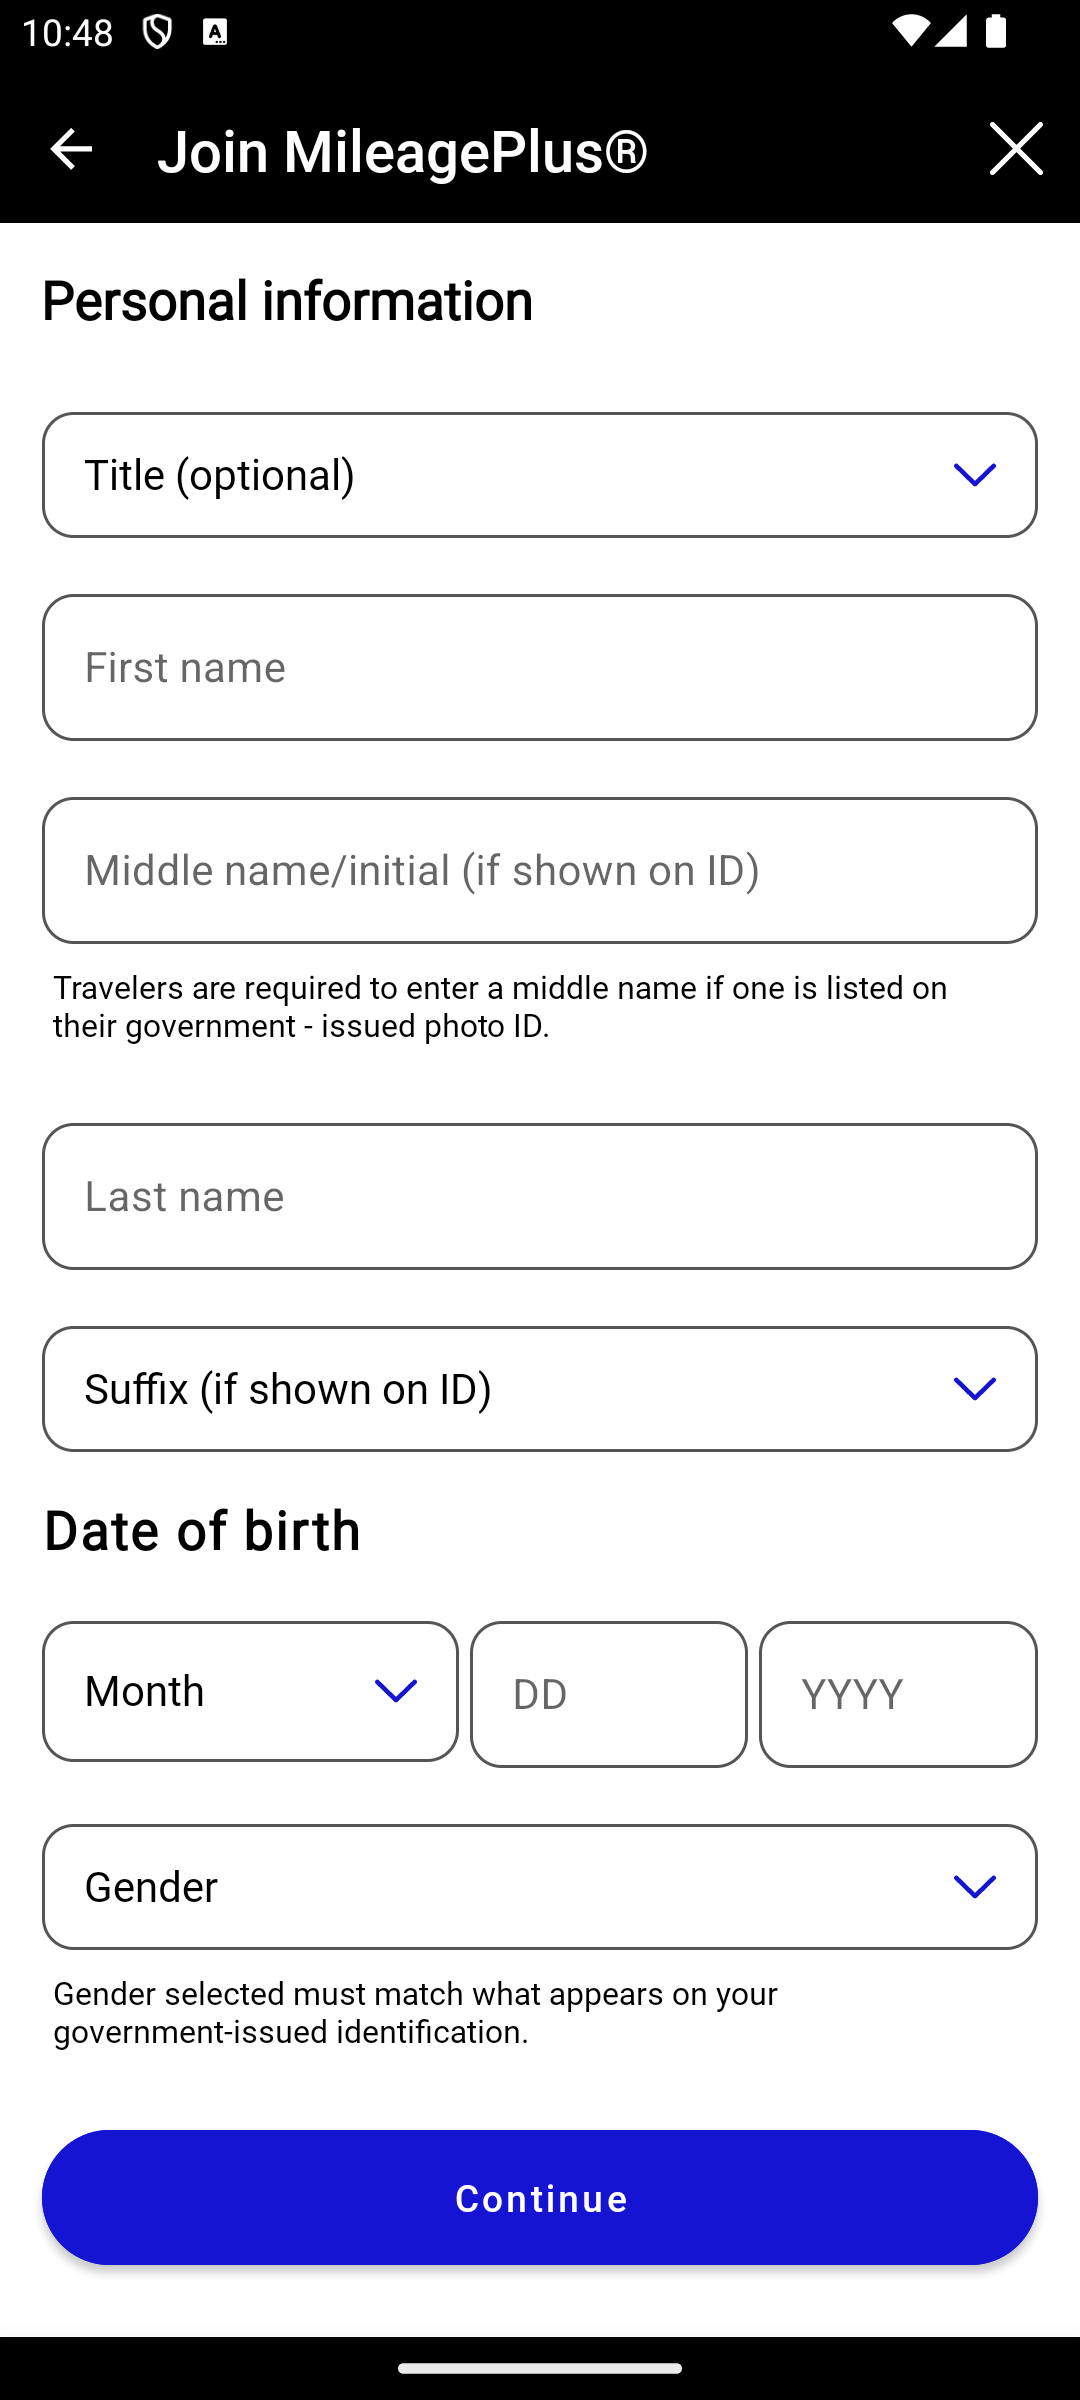 10:48
Join MileagePlus®
Personal information
Title (optional)
First name
Middle name/initial (if shown on ID)
Travelers are required to enter a middle name if one is listed on
their government - issued photo ID.
Last name
Suffix (if shown on ID)
Date of birth
Month
DD
YYYY
Gender
Gender selected must match what appears on your
government-issued identification.
Continue